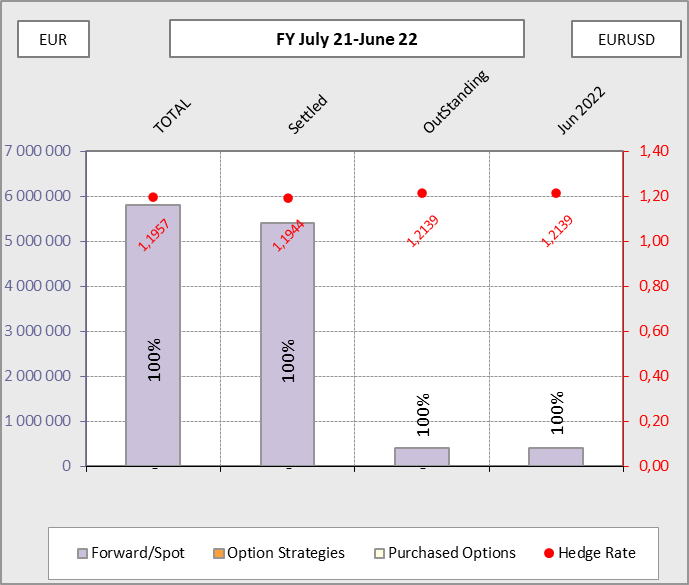 EUR
FY July 21-June 22
EURUSD
TOTAL
Settled
OutStanding
Jun 2022
7 000 000
6 000 000
5 000 000
4 000 000
3 000 000
2 000 000
1 000 000
0
1,40
1,20
1,00
0,80
0,60
0,40
0,20
0,00
1,1957
1,1944
1,2139
1,2139
100%
100%
100%
100%
-
-
-
Forward/Spot
Option Strategies
Purchased Options
Hedge Rate